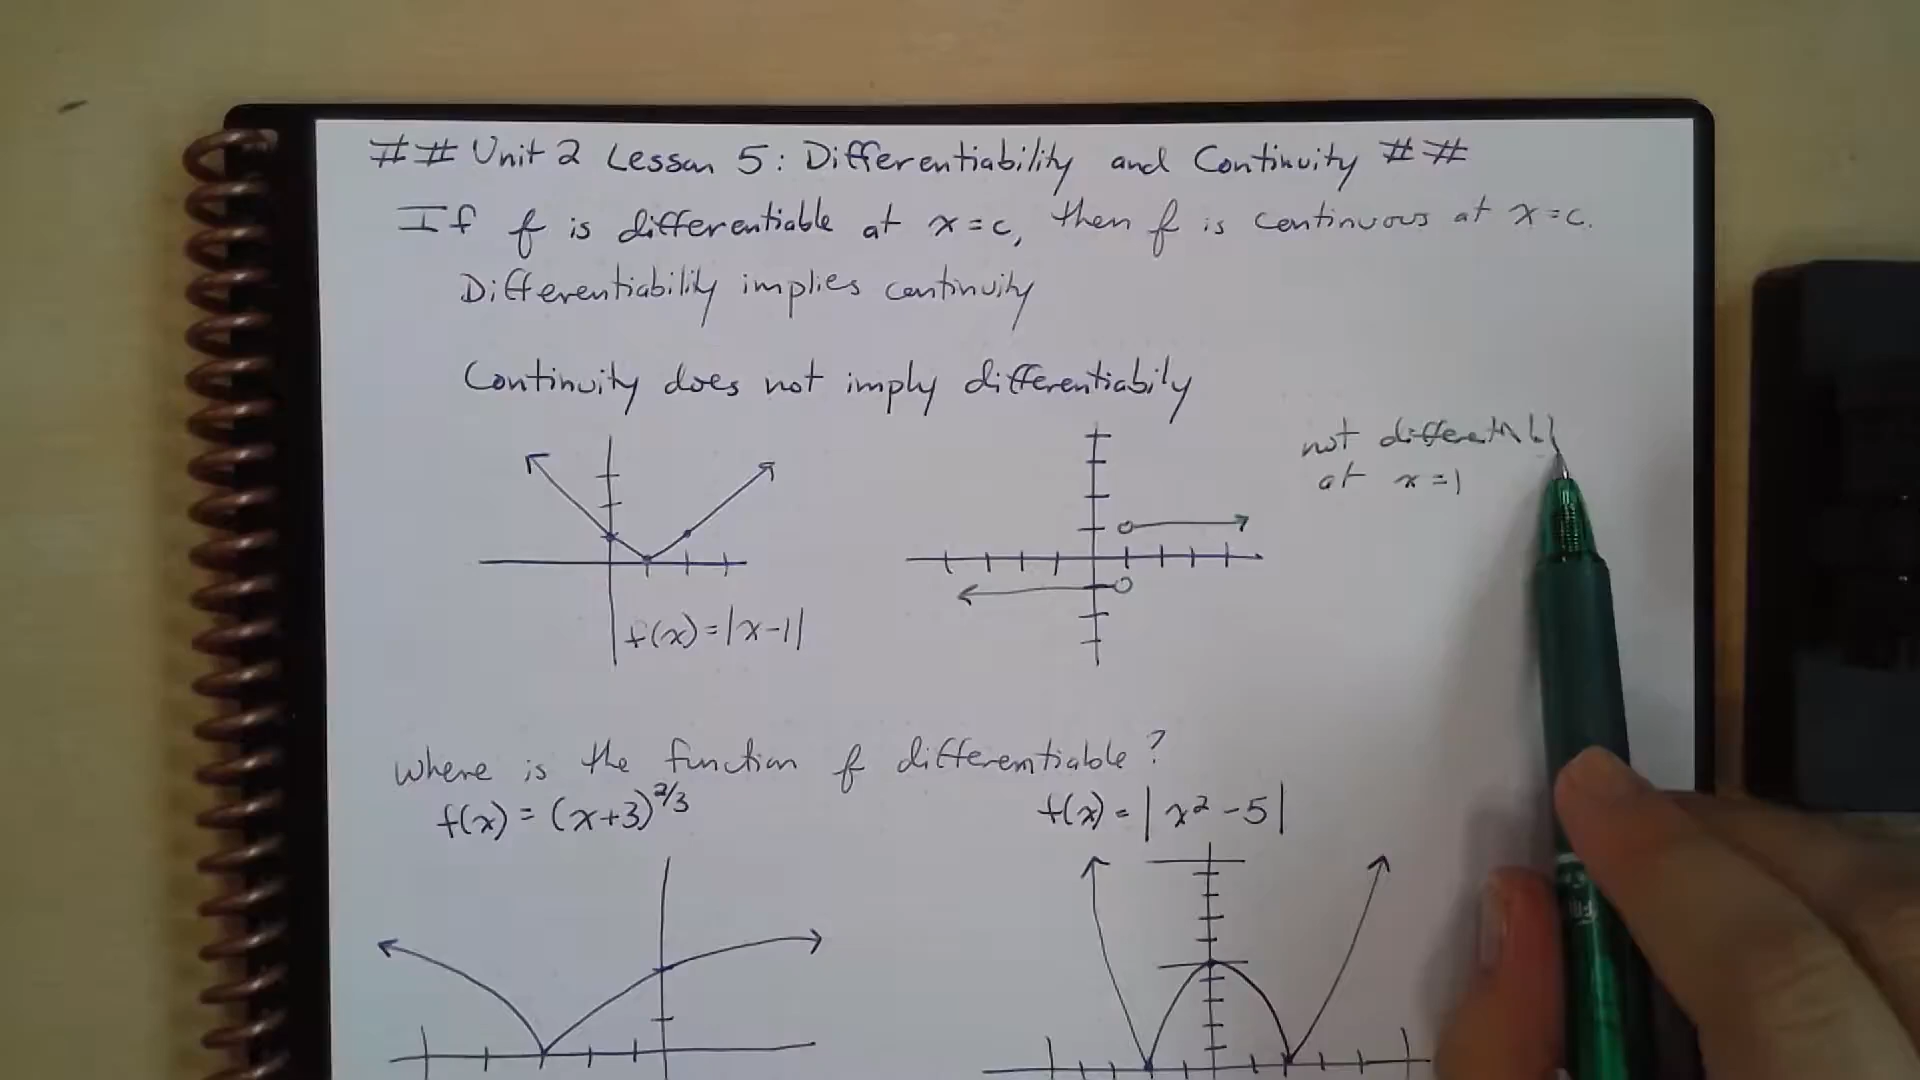 ## Unit 2 Lesson 5: Differentiability and Continuity ##
If f is differentiable at x=c, then f is continuous at x=c.
Differentiability implies continuity
Continuity does not imply differentiabily
not
at x=1
f(x)=|x-1|
where is the function f differentiable?
f(x) = (x+3)^2/3
f(x) = |x² - 5|